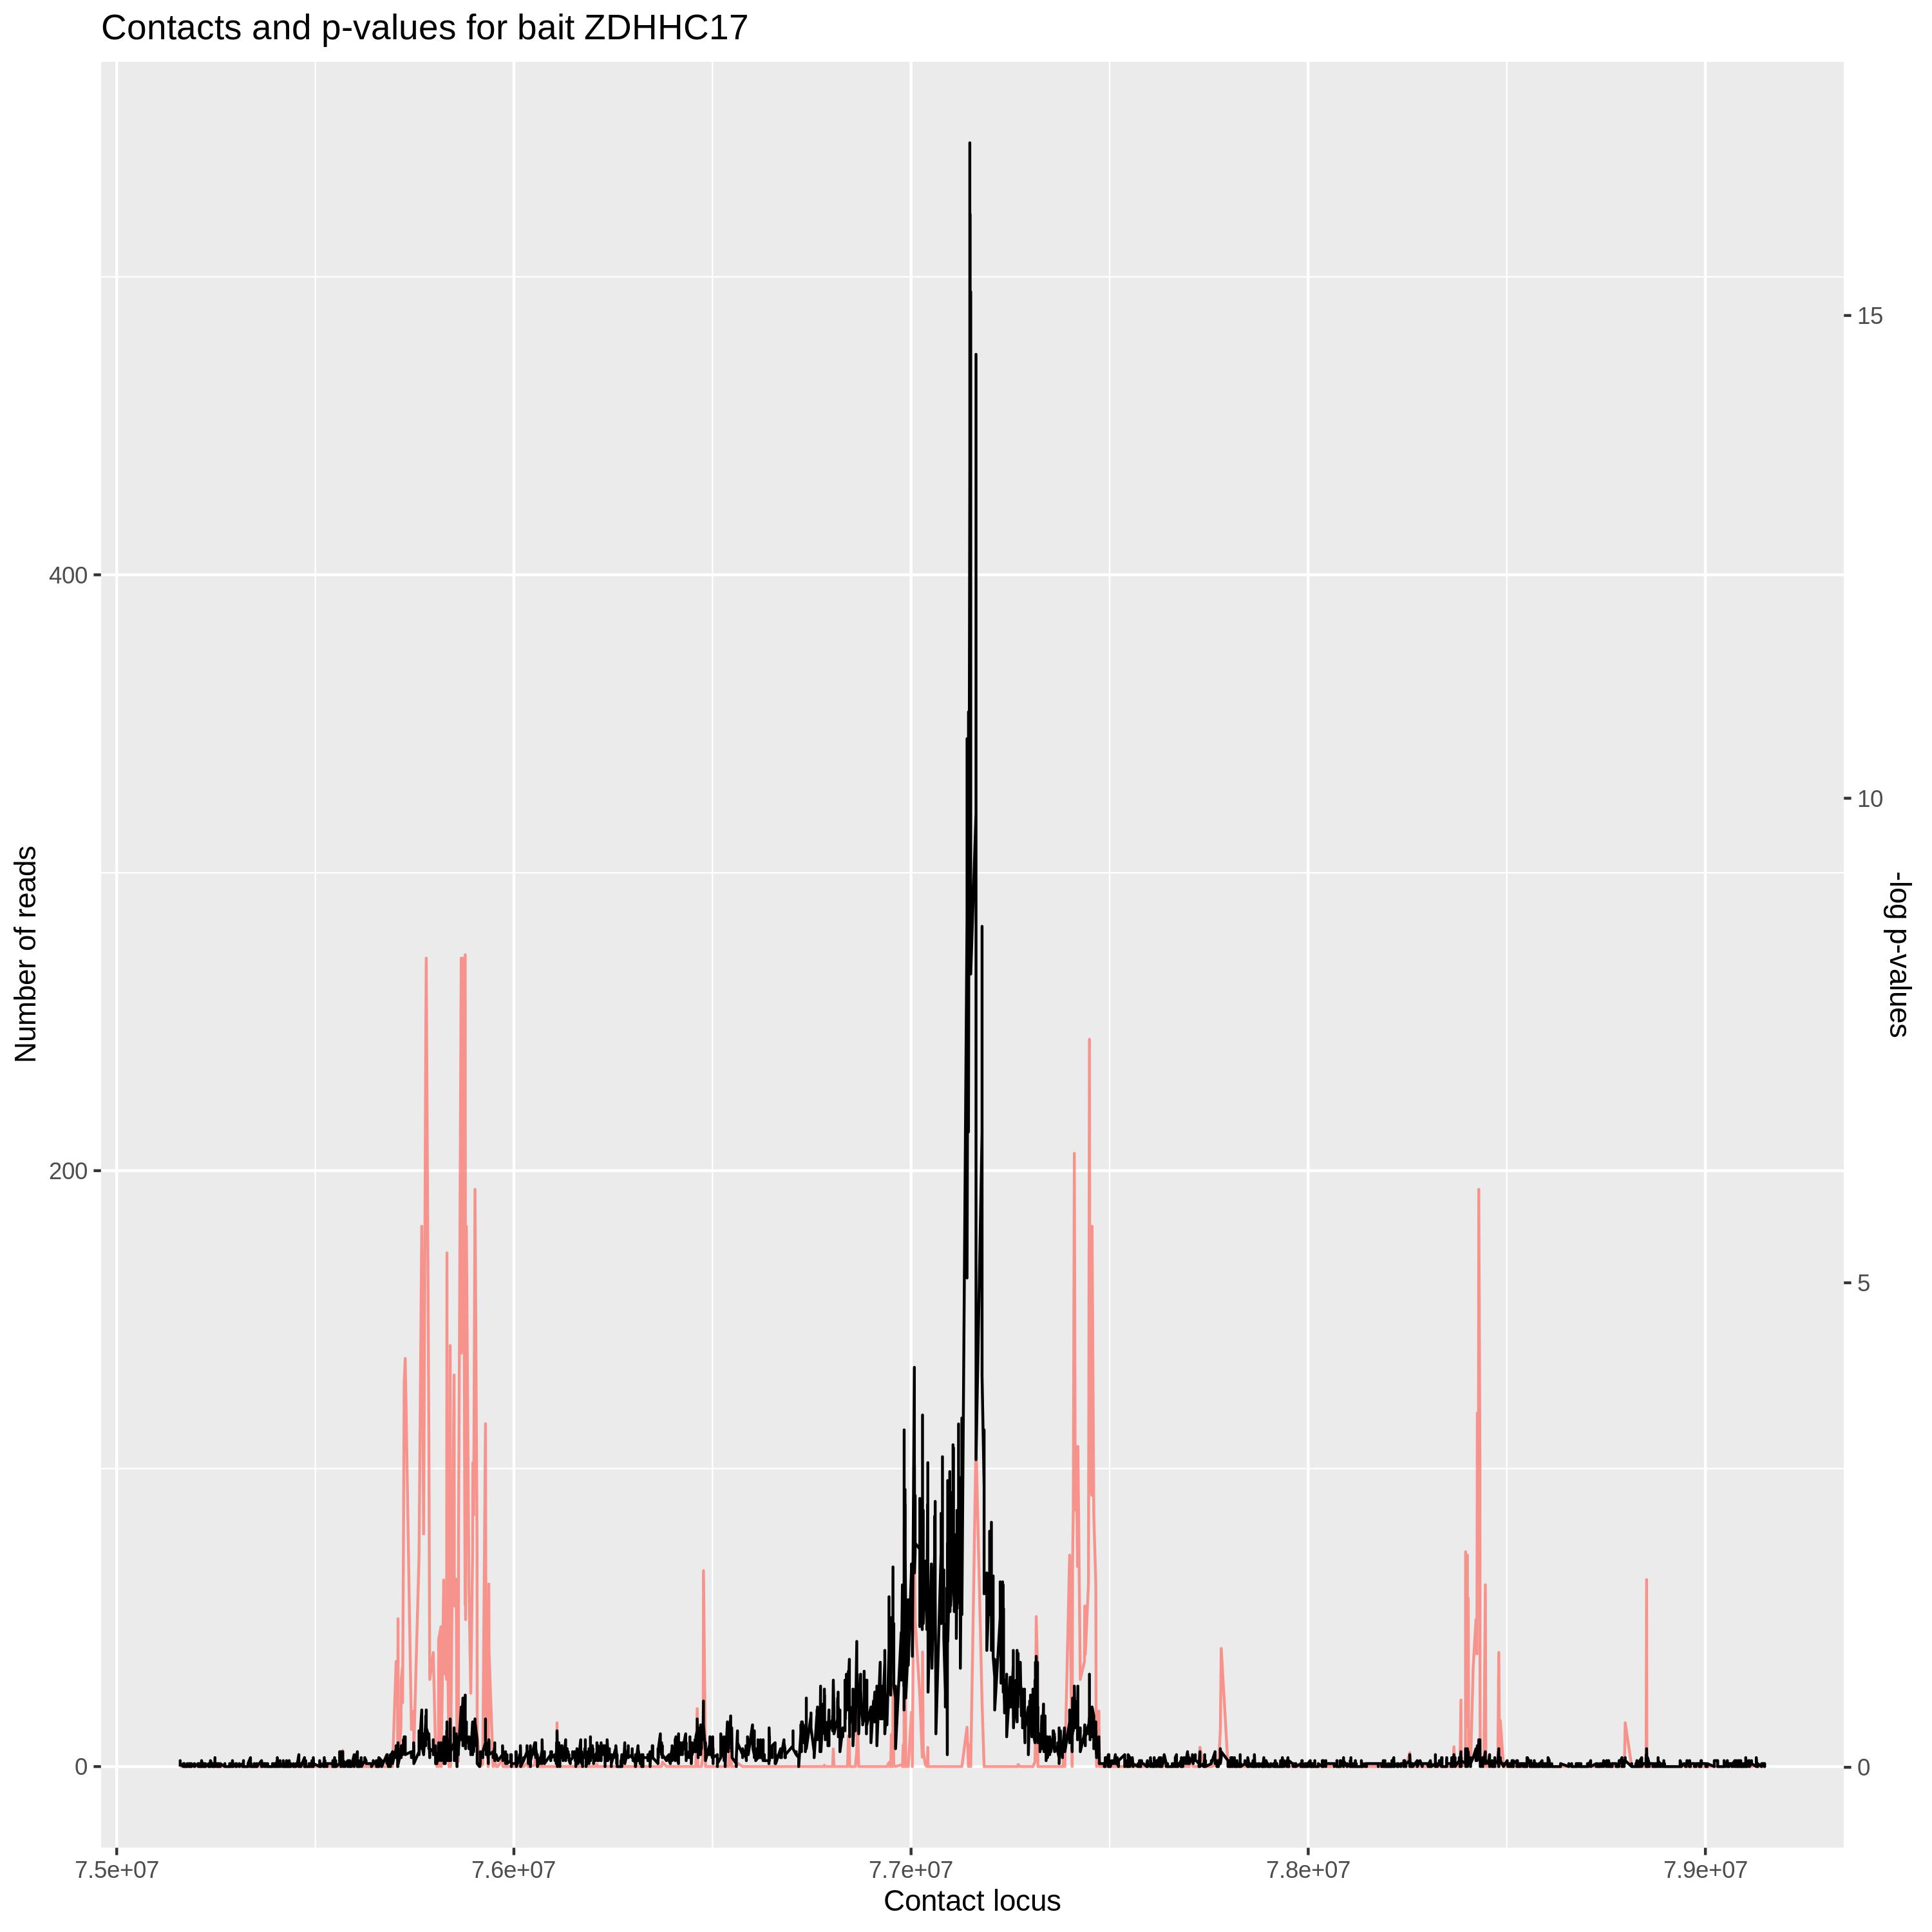 Contacts and p-values for bait ZDHHC17
Number of reads
400
200
0
15
10
5
0
-log p-values
7.5e+07
7.6e+07
7.7e+07
7.8e+07
7.9e+07
Contact locus